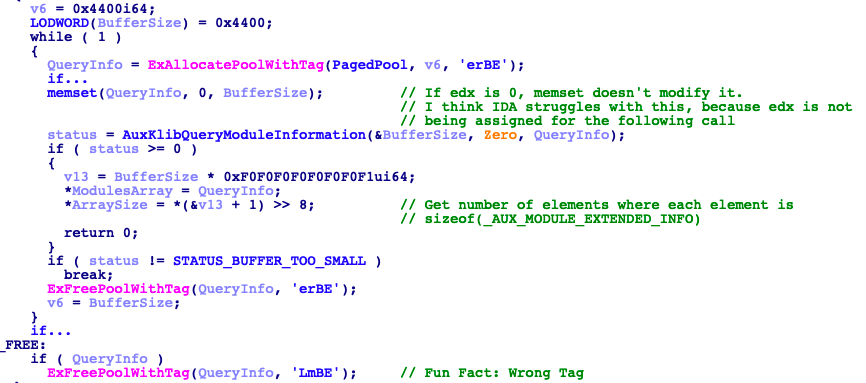 v6 = 0x4400i64;
LODWORD(BufferSize) = 0x4400;
while ( 1 )
{
QueryInfo = ExAllocatePoolWithTag(PagedPool, v6, 'erBE');
if...
memset(QueryInfo, 0, BufferSize); // If edx is 0, memset doesn't modify it.
// I think IDA struggles with this, because edx is not
// being assigned for the following call
status = AuxKlibQueryModuleInformation(&BufferSize, Zero, QueryInfo);
if ( status >= 0 )
{
v13 = BufferSize * 0xF0F0F0F0F0F0F0F1ui64;
*ModulesArray = QueryInfo;
*ArraySize = *(&v13 + 1) >> 8; // Get number of elements where each element is
// sizeof(_AUX_MODULE_EXTENDED_INFO)
return 0;
}
if ( status != STATUS_BUFFER_TOO_SMALL )
break;
ExFreePoolWithTag(QueryInfo, 'erBE');
v6 = BufferSize;
}
if...
_FREE:
if ( QueryInfo )
ExFreePoolWithTag(QueryInfo, 'LmBE'); // Fun Fact: Wrong Tag